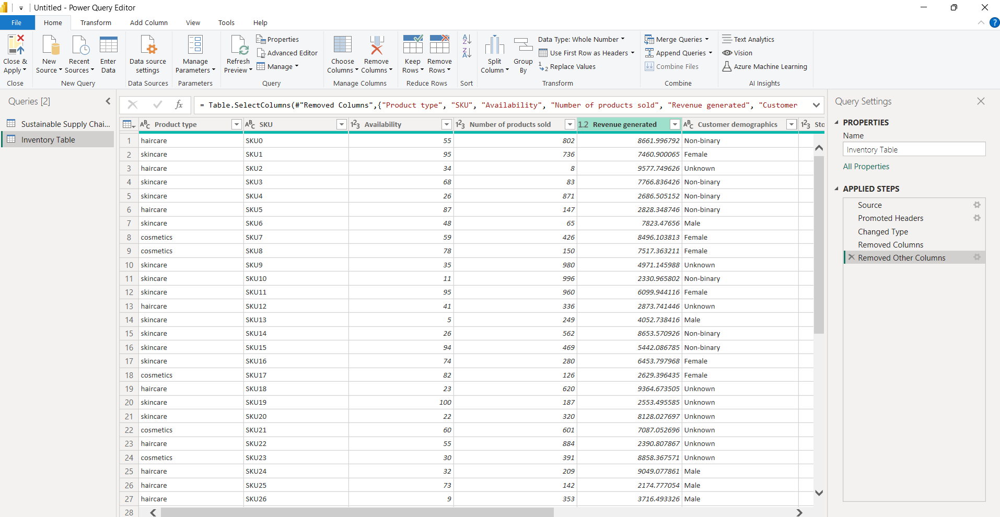 Untitled - Power Query Editor
File Home Transform Add Column View Tools Help
Close & Apply
Close
New Source
Recent Sources
Enter Data
New Query
Data source settings
Data Sources
Manage Parameters
Parameters
Refresh Preview
Properties
Advanced Editor
Manage
Query
Choose Columns
Remove Columns
Manage Columns
Keep Rows
Remove Rows
Reduce Rows
Sort
Split Column
Group By
Data Type: Whole Number
Use First Row as Headers
Replace Values
Transform
Merge Queries
Append Queries
Combine Files
Combine
Text Analytics
Vision
Azure Machine Learning
AI Insights
Queries [2]
Sustainable Supply Chai...
Inventory Table
= Table.SelectColumns(#"Removed Columns",{"Product type", "SKU", "Availability", "Number of products sold", "Revenue generated", "Customer
Product type SKU Availability Number of products sold 1.2 Revenue generated Customer demographics Sto
1 haircare SKU0 55 802 8661.996792 Non-binary
2 skincare SKU1 95 736 7460.900065 Female
3 haircare SKU2 34 8 9577.749626 Unknown
4 skincare SKU3 68 83 7766.836426 Non-binary
5 skincare SKU4 26 871 2686.505152 Non-binary
6 haircare SKU5 87 147 2828.348746 Non-binary
7 skincare SKU6 48 65 7823.47656 Male
8 cosmetics SKU7 59 426 8496.103813 Female
9 cosmetics SKU8 78 150 7517.363211 Female
10 skincare SKU9 35 980 4971.145988 Unknown
11 skincare SKU10 11 996 2330.965802 Non-binary
12 skincare SKU11 95 960 6099.944116 Female
13 haircare SKU12 41 336 2873.741446 Unknown
14 skincare SKU13 5 249 4052.738416 Male
15 skincare SKU14 26 562 8653.570926 Non-binary
16 skincare SKU15 94 469 5442.086785 Non-binary
17 skincare SKU16 74 280 6453.797968 Female
18 cosmetics SKU17 82 126 2629.396435 Female
19 haircare SKU18 23 620 9364.673505 Unknown
20 skincare SKU19 100 187 2553.495585 Unknown
21 skincare SKU20 22 320 8128.027697 Unknown
22 cosmetics SKU21 60 601 7087.052696 Unknown
23 haircare SKU22 55 884 2390.807867 Unknown
24 cosmetics SKU23 30 391 8858.367571 Unknown
25 haircare SKU24 32 209 9049.077861 Male
26 haircare SKU25 73 142 2174.777054 Male
27 haircare SKU26 9 353 3716.493326 Male
28
Query Settings
PROPERTIES
Name
Inventory Table
All Properties
APPLIED STEPS
Source
Promoted Headers
Changed Type
Removed Columns
Removed Other Columns